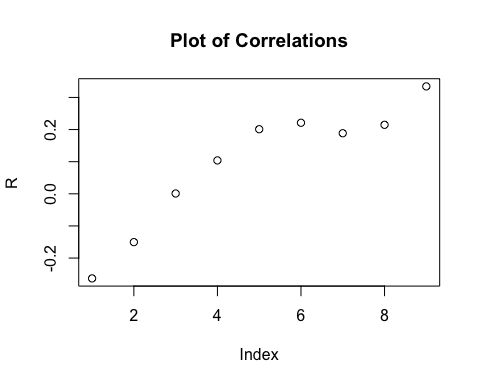 Plot of Correlations
R
0.2
0.0
-0.2
2 4 6 8
Index